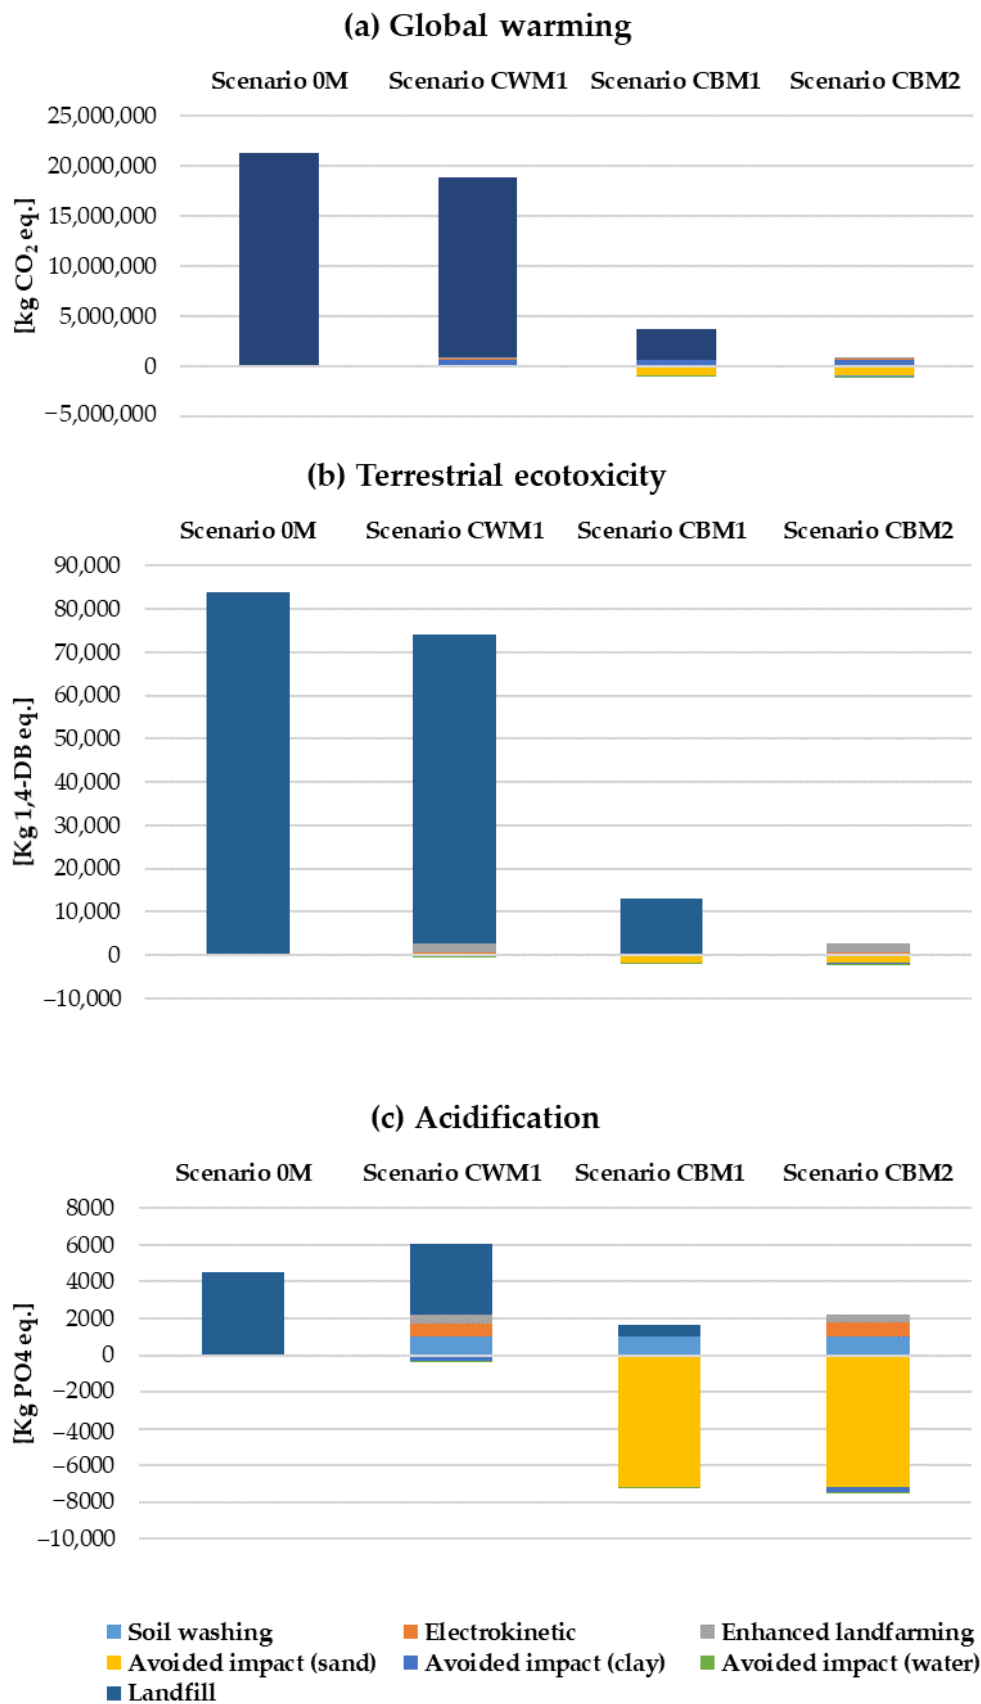 (a) Global warming
Scenario 0M Scenario CWM1 Scenario CBM1 Scenario CBM2
25,000,000
20,000,000
15,000,000
10,000,000
5,000,000
0
−5,000,000
[kg CO₂ eq.]
(b) Terrestrial ecotoxicity
Scenario 0M Scenario CWM1 Scenario CBM1 Scenario CBM2
90,000
80,000
70,000
60,000
50,000
40,000
30,000
20,000
10,000
0
−10,000
[Kg 1,4-DB eq.]
(c) Acidification
Scenario 0M Scenario CWM1 Scenario CBM1 Scenario CBM2
8000
6000
4000
2000
0
−2000
−4000
−6000
−8000
−10,000
[Kg PO4 eq.]
Soil washing Electrokinetic Enhanced landfarming
Avoided impact (sand) Avoided impact (clay) Avoided impact (water)
Landfill